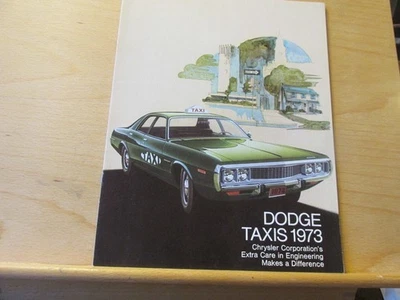 TAXI
TAXI
DODGE
TAXIS 1973
Chrysler Corporation's
Extra Care in Engineering
Makes a Difference